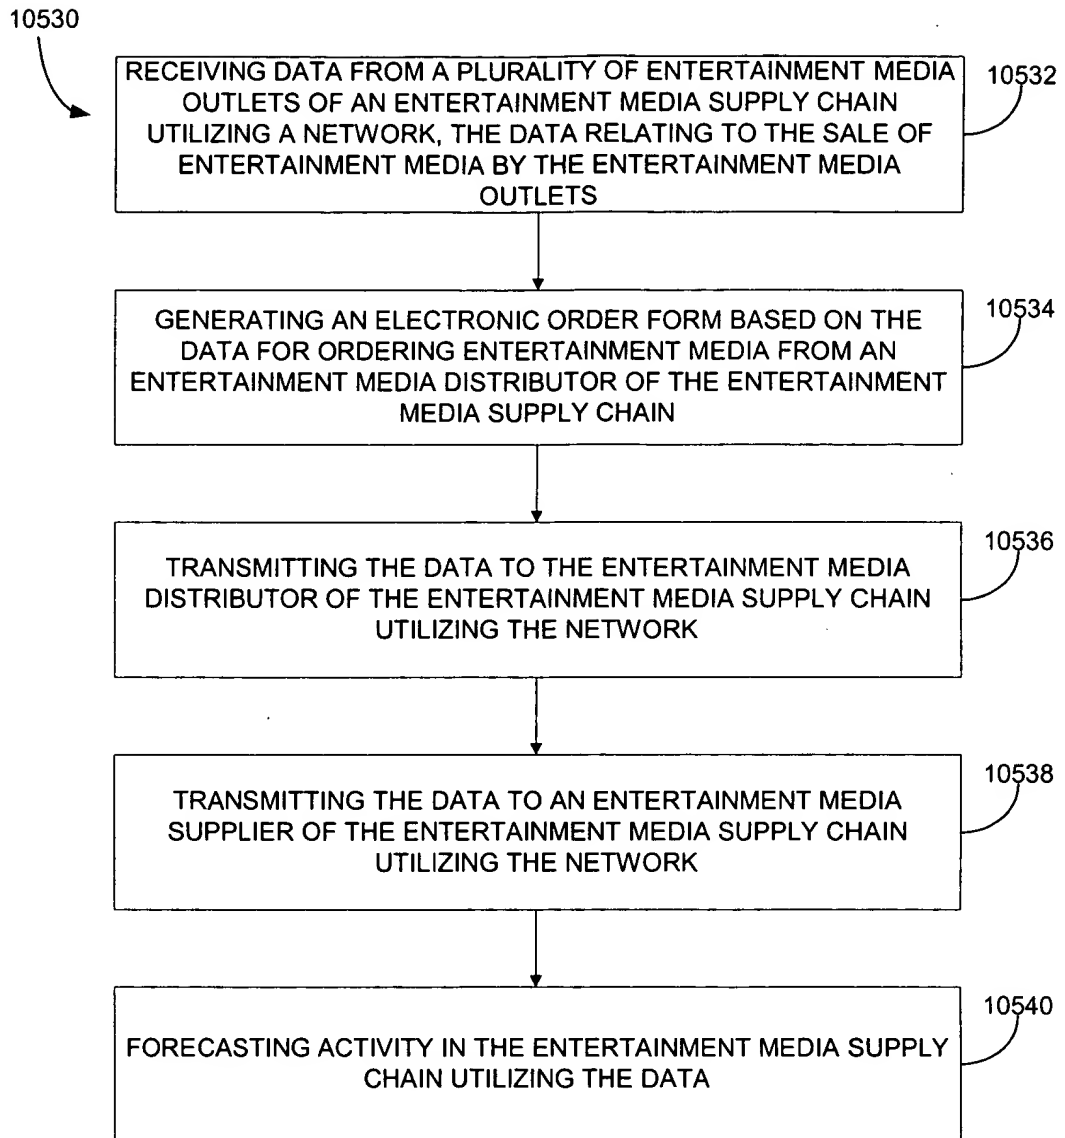 10530
RECEIVING DATA FROM A PLURALITY OF ENTERTAINMENT MEDIA
OUTLETS OF AN ENTERTAINMENT MEDIA SUPPLY CHAIN
UTILIZING A NETWORK, THE DATA RELATING TO THE SALE OF
ENTERTAINMENT MEDIA BY THE ENTERTAINMENT MEDIA
OUTLETS
10532
GENERATING AN ELECTRONIC ORDER FORM BASED ON THE
DATA FOR ORDERING ENTERTAINMENT MEDIA FROM AN
ENTERTAINMENT MEDIA DISTRIBUTOR OF THE ENTERTAINMENT
MEDIA SUPPLY CHAIN
10534
TRANSMITTING THE DATA TO THE ENTERTAINMENT MEDIA
DISTRIBUTOR OF THE ENTERTAINMENT MEDIA SUPPLY CHAIN
UTILIZING THE NETWORK
10536
TRANSMITTING THE DATA TO AN ENTERTAINMENT MEDIA
SUPPLIER OF THE ENTERTAINMENT MEDIA SUPPLY CHAIN
UTILIZING THE NETWORK
10538
FORECASTING ACTIVITY IN THE ENTERTAINMENT MEDIA SUPPLY
CHAIN UTILIZING THE DATA
10540